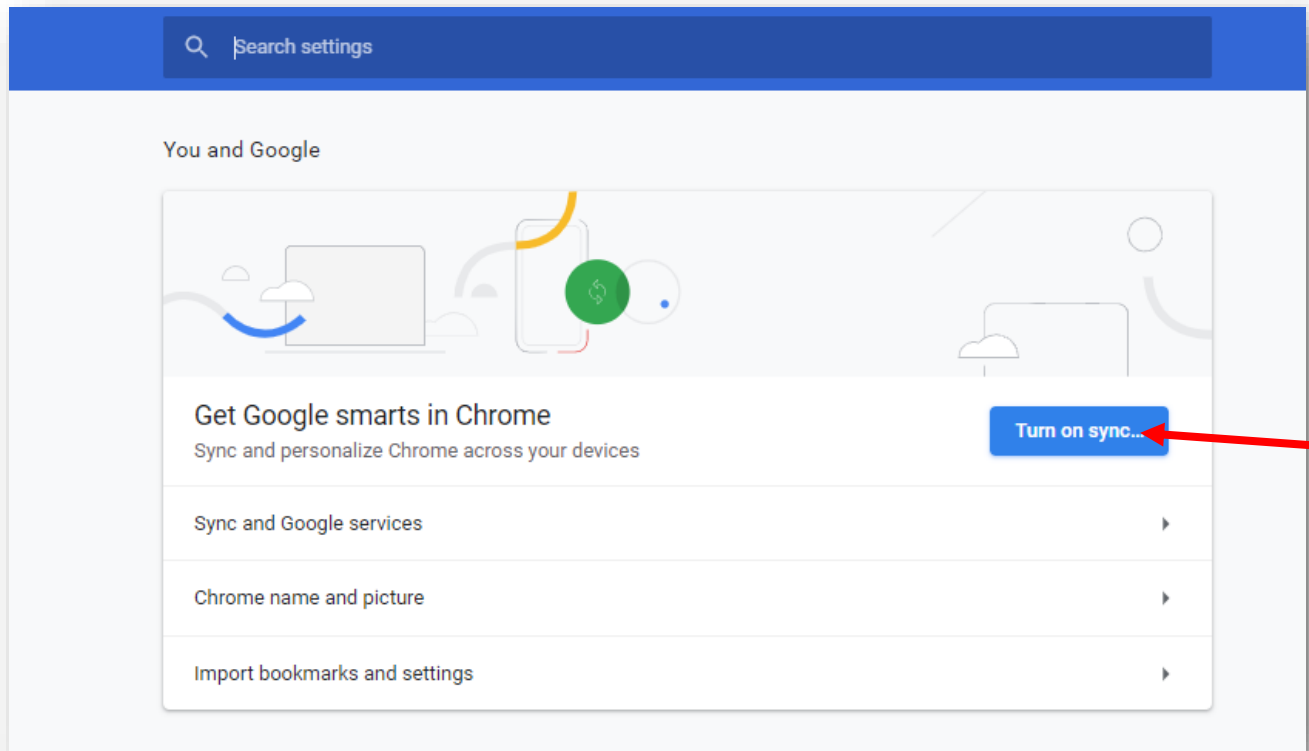 Search settings
You and Google
Get Google smarts in Chrome
Turn on sync...
Sync and personalize Chrome across your devices
Sync and Google services
Chrome name and picture
Import bookmarks and settings